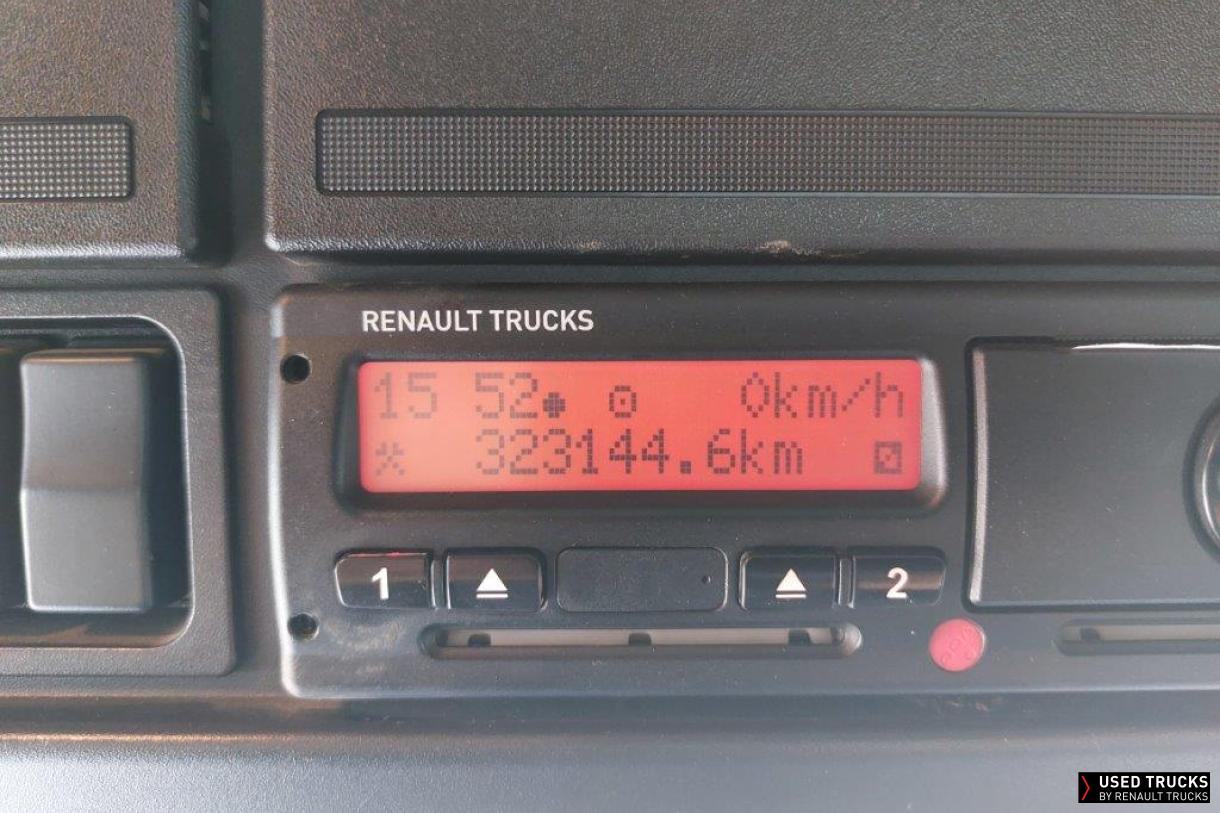 RENAULT TRUCKS
15 52 0km/h
323144.6km
1 2
USED TRUCKS
BY RENAULT TRUCKS